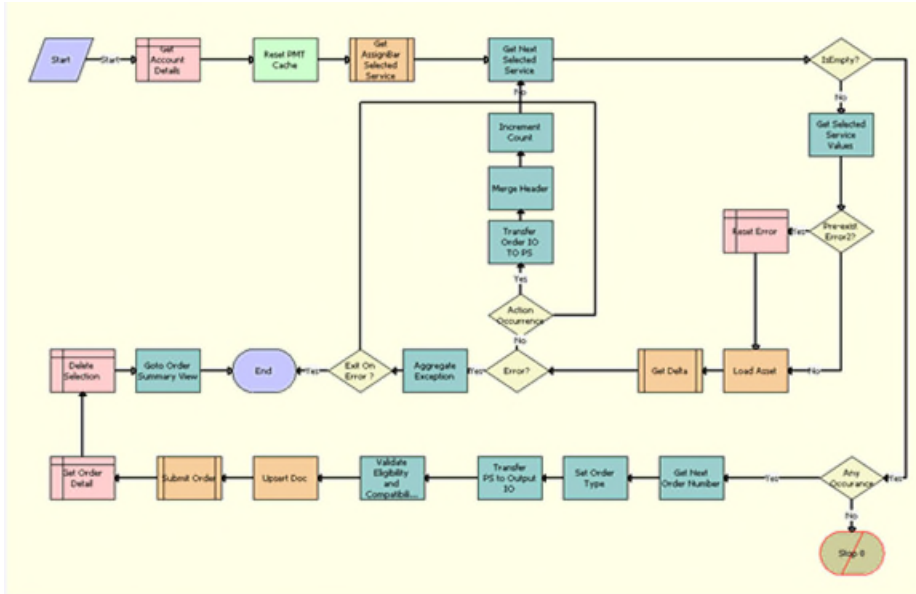 Start
Start
Get
Account
Details
Reset PMT
Cache
Get
AssignBar
Selected
Service
Get Next
Selected
Service
IsEmpty?
No
No
Increment
Count
Get Selected
Service
Values
Merge Header
Transfer
Order IO
TO PS
Reset Error
Yes
Pre-exist
Error2?
Yes
Action
Occurrence
No
Delete
Selection
Goto Order
Summary View
End
Yes
Exit On
Error ?
Aggregate
Exception
Yes
Error?
Get Delta
Load Asset
No
Get Order
Detail
Submit Order
Upsert Doc
Validate
Eligibility
and
Compatibili...
Transfer
PS to Output
IO
Set Order
Type
Get Next
Order Number
Yes
Any
Occurance
Yes
No
Stop 0